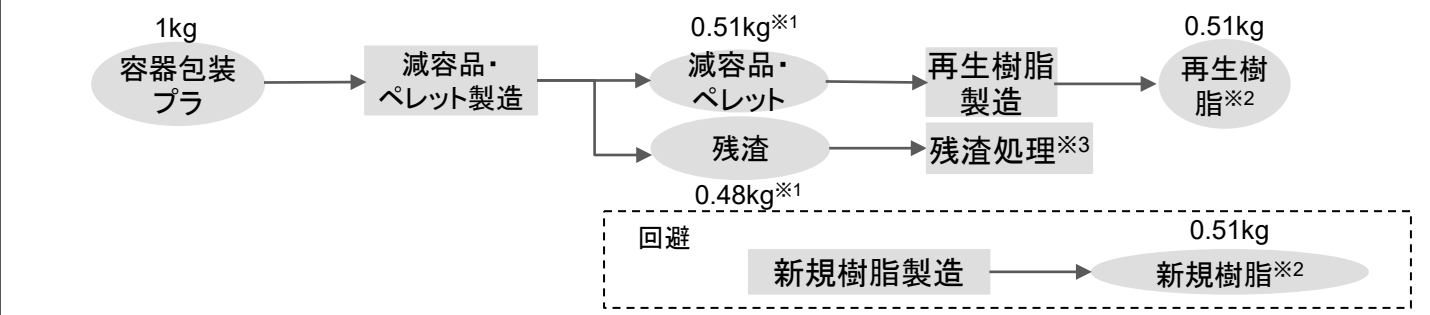 1kg
容器包装
プラ
減容品・
ペレット製造
0.51kg※1
減容品・
ペレット
再生樹脂
製造
0.51kg
再生樹
脂※2
残渣
0.48kg※1
残渣処理※3
回避
新規樹脂製造
0.51kg
新規樹脂※2